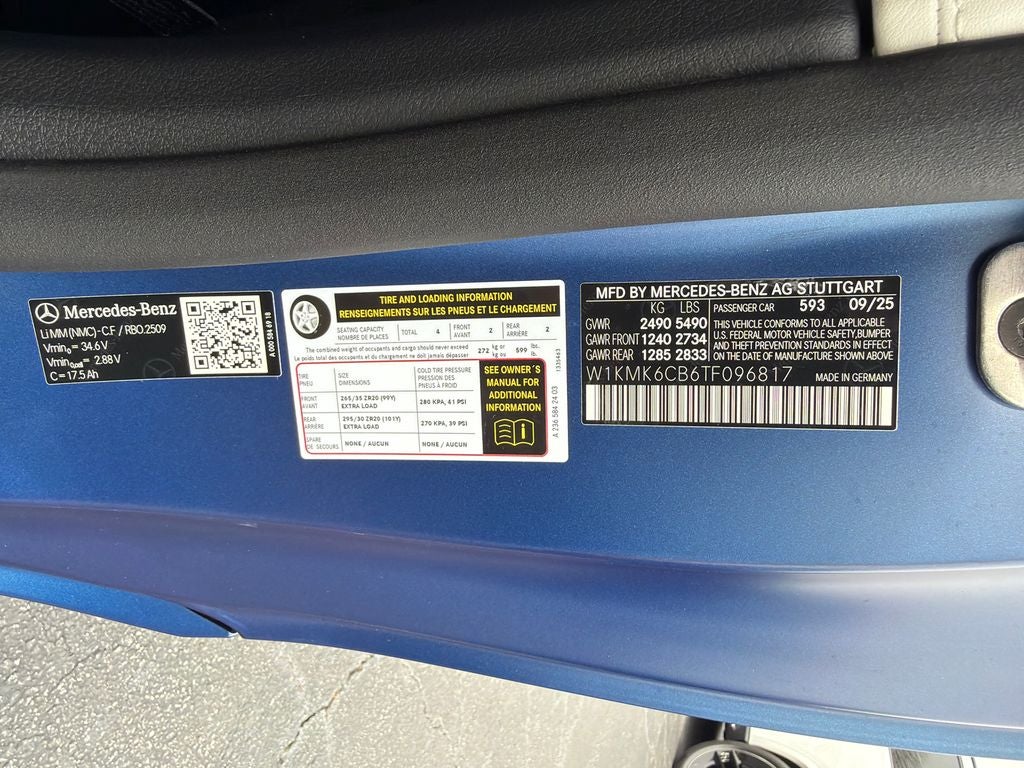 Mercedes-Benz
Li MM (NMC) - C.F / RBO.2509
Vmin₀ = 34.6 V
= 2.88 V
C = 17.5 Ah
A 000 584 69 18
TIRE AND LOADING INFORMATION
RENSEIGNEMENTS SUR LES PNEUS ET LE CHARGEMENT
SEATING CAPACITY
NOMBRE DE PLACES
TOTAL 4
FRONT
AVANT
2
REAR
ARRIÈRE
2
The combined weight of occupants and cargo should never exceed
Le poids total des occupants et du chargement ne doit jamais dépasser
272 kg or
kg ou
599 lbs.
lb.
TIRE
PNEU
SIZE
DIMENSIONS
COLD TIRE PRESSURE
PRESSION DES
PNEUS À FROID
FRONT
AVANT
265/35 ZR20 (99Y)
EXTRA LOAD
280 KPA, 41 PSI
REAR
ARRIÈRE
295/30 ZR20 (101Y)
EXTRA LOAD
270 KPA, 39 PSI
SPARE
DE SECOURS
NONE / AUCUN
NONE / AUCUN
SEE OWNER´S
MANUAL FOR
ADDITIONAL
INFORMATION
i
1335463
A 236 584 24 03
MFD BY MERCEDES-BENZ AG STUTTGART
KG LBS PASSENGER CAR 593 09/25
GWR 2490 5490
GAWR FRONT 1240 2734
GAWR REAR 1285 2833
THIS VEHICLE CONFORMS TO ALL APPLICABLE
U.S. FEDERAL MOTOR VEHICLE SAFETY, BUMPER
AND THEFT PREVENTION STANDARDS IN EFFECT
ON THE DATE OF MANUFACTURE SHOWN ABOVE
W1KMK6CB6TF096817 MADE IN GERMANY